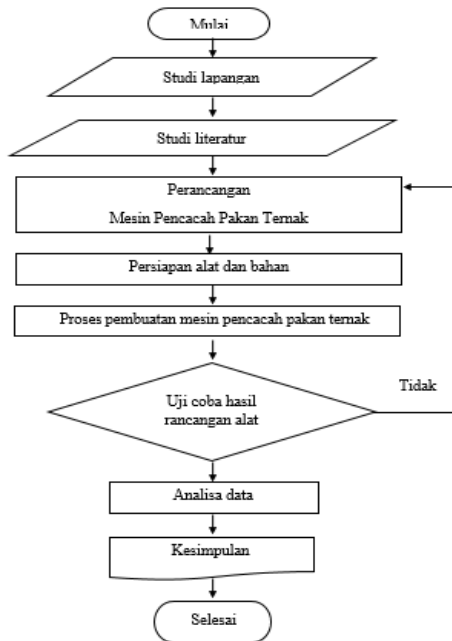 Mulai
Studi lapangan
Studi literatur
Perancangan
Mesin Pencacah Pakan Ternak
Persiapan alat dan bahan
Proses pembuatan mesin pencacah pakan ternak
Uji coba hasil
rancangan alat
Tidak
Analisa data
Kesimpulan
Selesai